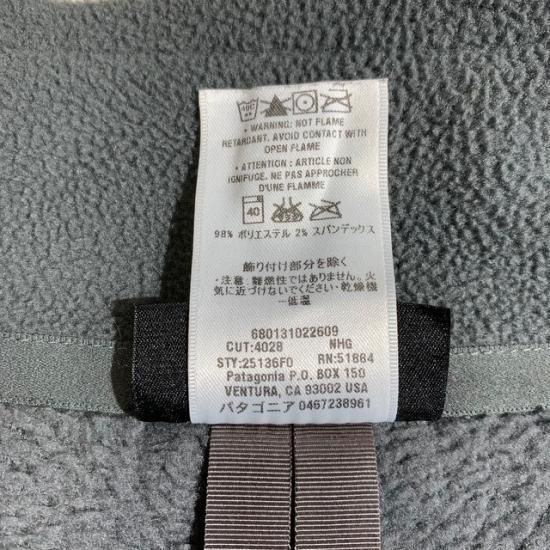 40C
• WARNING: NOT FLAME
RETARDANT. AVOID CONTACT WITH
OPEN FLAME
• ATTENTION : ARTICLE NON
IGNIFUGE. NE PAS APPROCHER
D'UNE FLAMME
40
98% ポリエステル 2% スパンデックス
飾り付け部分を除く
・注意：難燃性ではありません。火
気に近づけないでください・乾燥機
ー低温
680131022609
CUT:4028 NHG
STY:25136F0 RN:51884
Patagonia P.O. BOX 150
VENTURA, CA 93002 USA
パタゴニア 0467238961